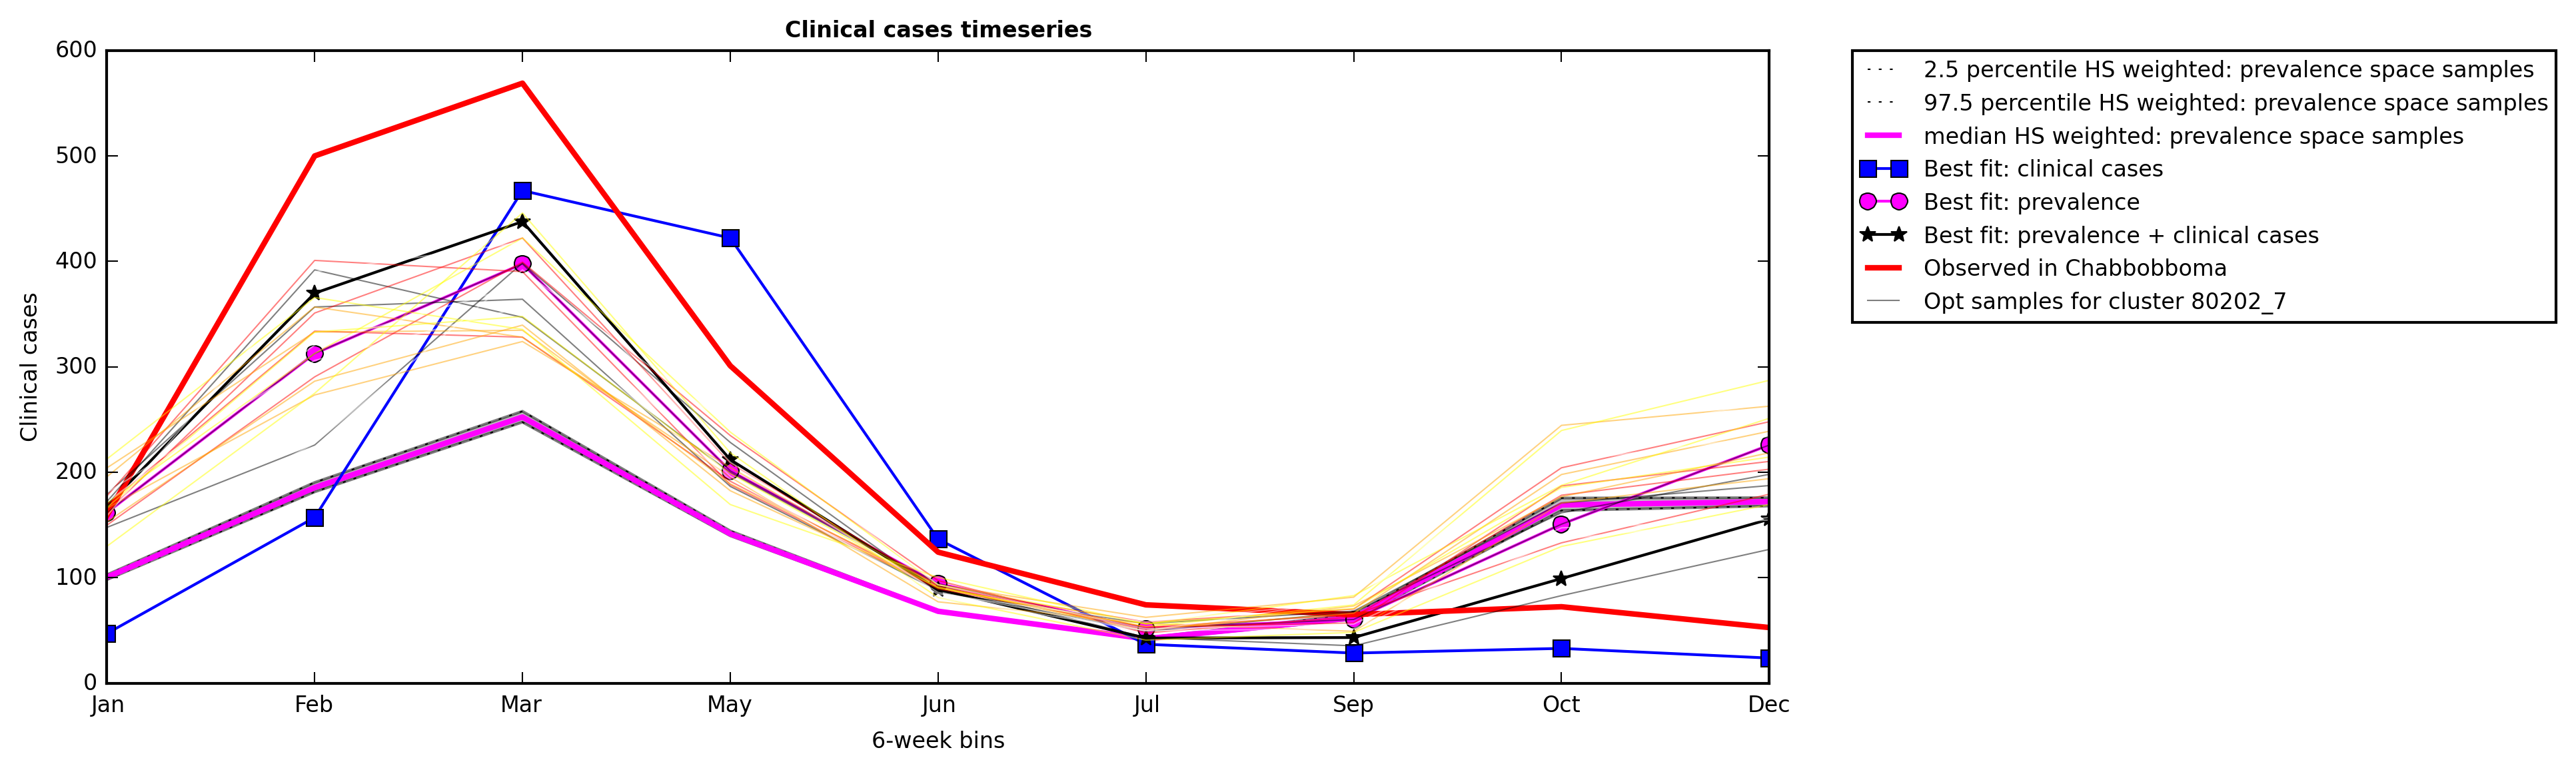 Clinical cases timeseries
600
500
400
300
200
100
0
Clinical cases
Jan Feb Mar May Jun Jul Sep Oct Dec
6-week bins
2.5 percentile HS weighted: prevalence space samples
97.5 percentile HS weighted: prevalence space samples
median HS weighted: prevalence space samples
Best fit: clinical cases
Best fit: prevalence
Best fit: prevalence + clinical cases
Observed in Chabbobboma
Opt samples for cluster 80202_7